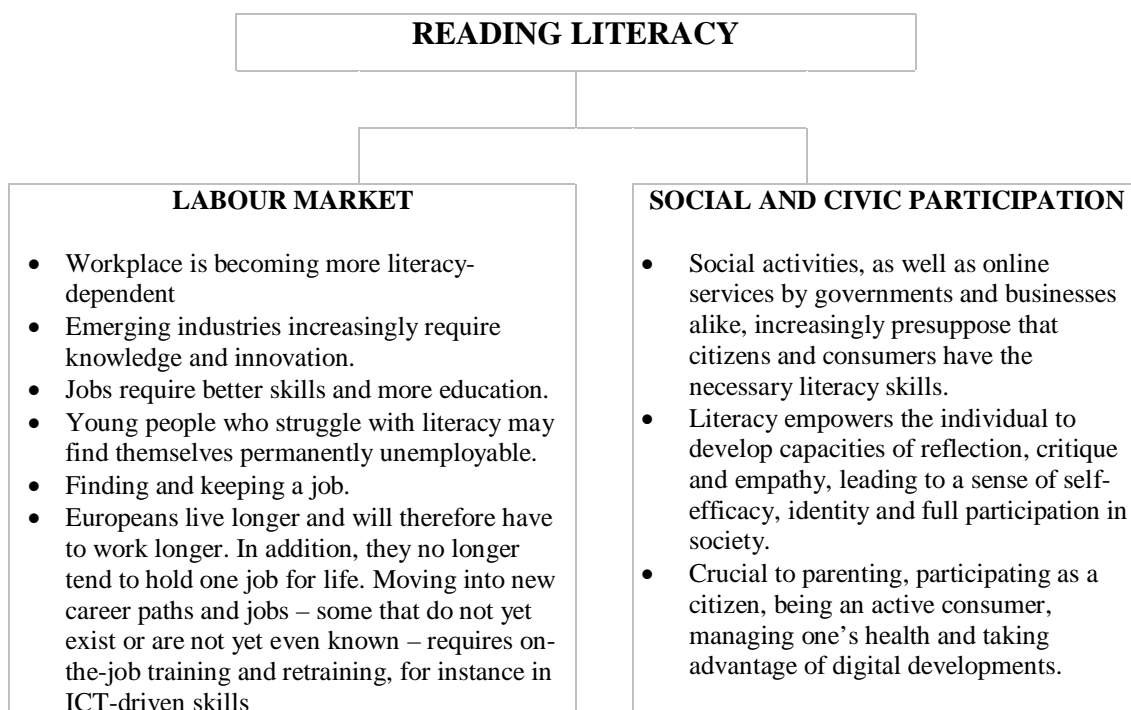 READING LITERACY
LABOUR MARKET
• Workplace is becoming more literacy-
dependent
• Emerging industries increasingly require
knowledge and innovation.
• Jobs require better skills and more education.
• Young people who struggle with literacy may
find themselves permanently unemployable.
• Finding and keeping a job.
• Europeans live longer and will therefore have
to work longer. In addition, they no longer
tend to hold one job for life. Moving into new
career paths and jobs – some that do not yet
exist or are not yet even known – requires on-
the-job training and retraining, for instance in
ICT-driven skills
SOCIAL AND CIVIC PARTICIPATION
• Social activities, as well as online
services by governments and businesses
alike, increasingly presuppose that
citizens and consumers have the
necessary literacy skills.
• Literacy empowers the individual to
develop capacities of reflection, critique
and empathy, leading to a sense of self-
efficacy, identity and full participation in
society.
• Crucial to parenting, participating as a
citizen, being an active consumer,
managing one’s health and taking
advantage of digital developments.